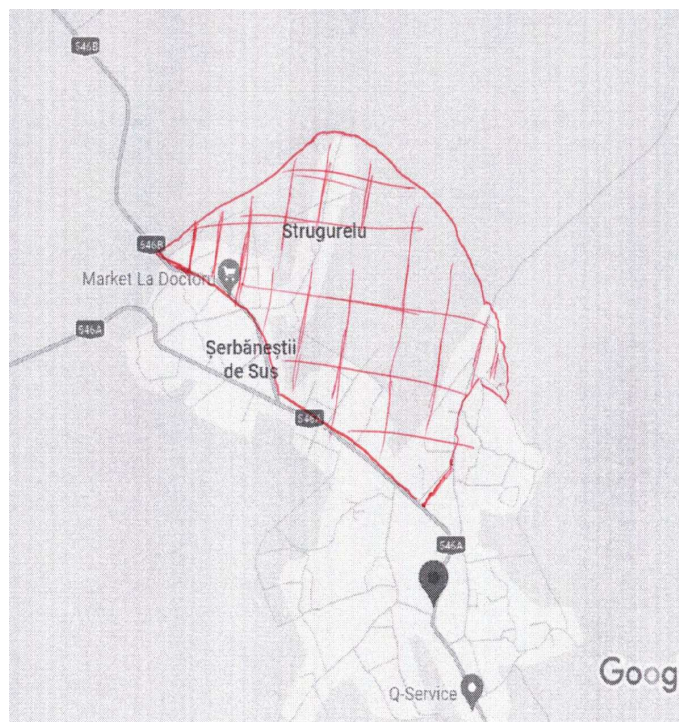 546B
546B
Strugurelu
Market La Doctoru
546A
Șerbăneștii
de Sus
546A
546A
Goog
Q-Service